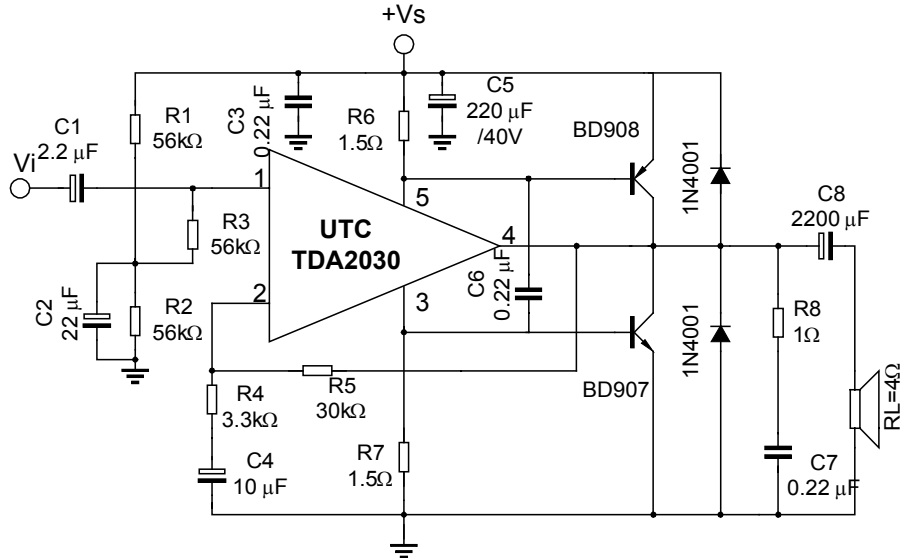 +Vs
C1
2.2 µF
Vi
R1
56kΩ
C3
0.22 µF
R6
1.5Ω
C5
220 µF
/40V
BD908
1N4001
C8
2200 µF
1
5
R3
56kΩ
UTC
TDA2030
4
C6
0.22 µF
C2
22 µF
R2
56kΩ
2
3
R8
1Ω
1N4001
RL=4Ω
R4
3.3kΩ
R5
30kΩ
BD907
C4
10 µF
R7
1.5Ω
C7
0.22 µF